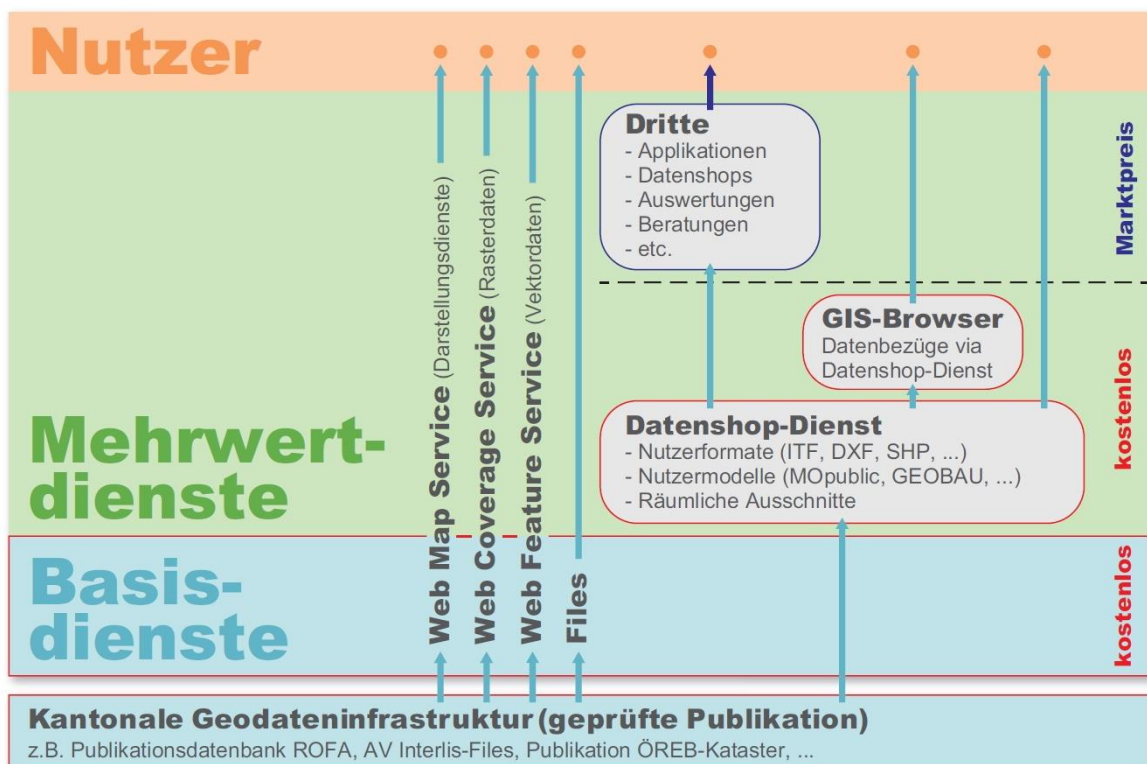 Nutzer
Dritte
- Applikationen
- Datenshops
- Auswertungen
- Beratungen
- etc.
Marktpreis
GIS-Browser
Datenbezüge via
Datenshop-Dienst
kostenlos
Mehrwert-
dienste
Datenshop-Dienst
- Nutzerformate (ITF, DXF, SHP, ...)
- Nutzermodelle (MOpublic, GEOBAU, ...)
- Räumliche Ausschnitte
Web Map Service (Darstellungsdienste)
Web Coverage Service (Rasterdaten)
Web Feature Service (Vektordaten)
Files
Basis-
dienste
kostenlos
Kantonale Geodateninfrastruktur (geprüfte Publikation)
z.B. Publikationsdatenbank ROFA, AV Interlis-Files, Publikation ÖREB-Kataster, ...